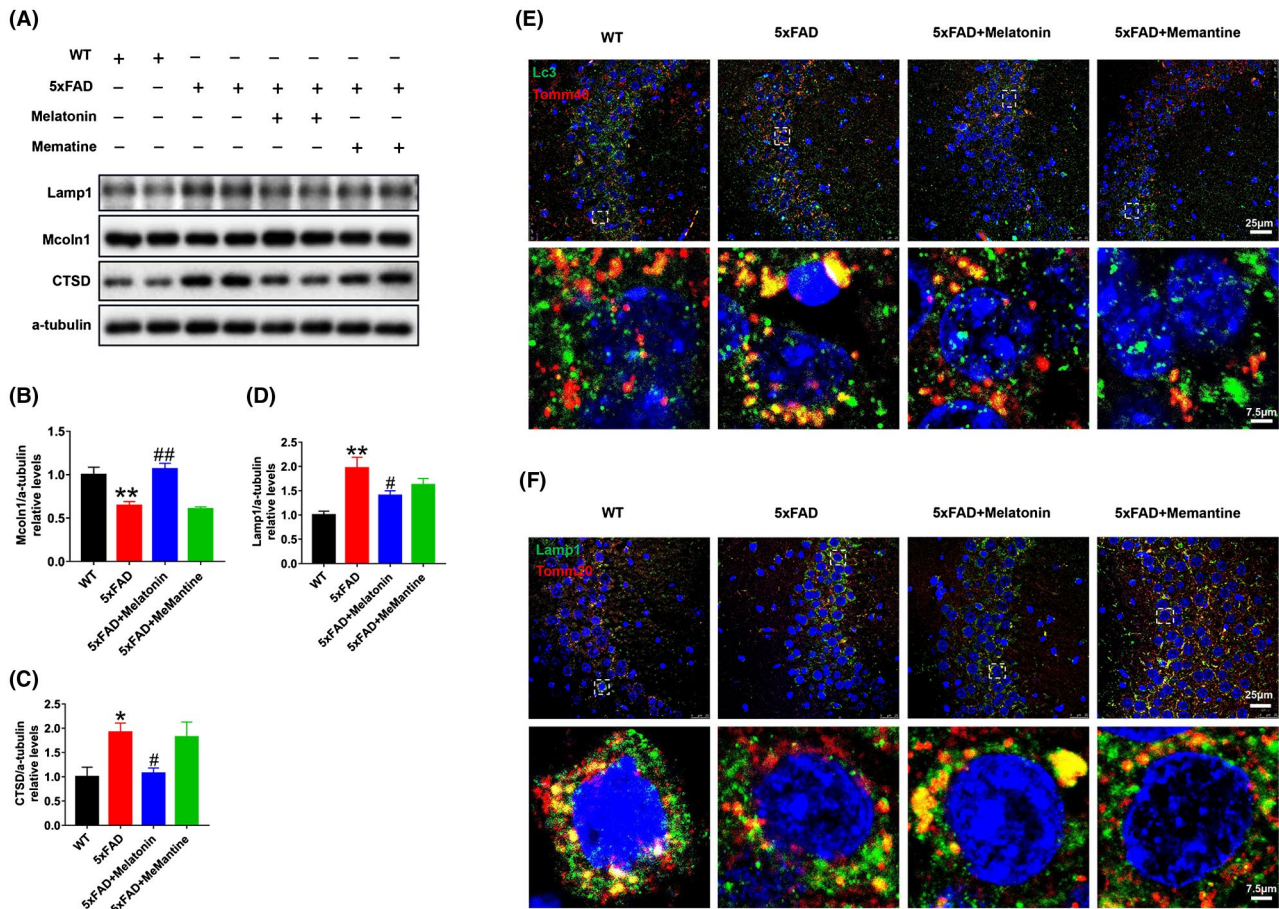 (A)
WT + + – – – – – –
5xFAD – – + + + + + +
Melatonin – – – – + + – –
Mematine – – – – – – + +
Lamp1
Mcoln1
CTSD
a-tubulin
(B)
Mcoln1/a-tubulin
relative levels
1.5
1.0
0.5
0.0
**
##
WT
5xFAD
5xFAD+Melatonin
5xFAD+MeMantine
(D)
Lamp1/a-tubulin
relative levels
2.5
2.0
1.5
1.0
0.5
0.0
**
#
WT
5xFAD
5xFAD+Melatonin
5xFAD+MeMantine
(C)
CTSD/a-tubulin
relative levels
2.5
2.0
1.5
1.0
0.5
0.0
*
#
WT
5xFAD
5xFAD+Melatonin
5xFAD+MeMantine
(E)
WT 5xFAD 5xFAD+Melatonin 5xFAD+Memantine
Lc3
Tomm40
25μm
7.5μm
(F)
WT 5xFAD 5xFAD+Melatonin 5xFAD+Memantine
Lamp1
Tomm20
25μm
7.5μm